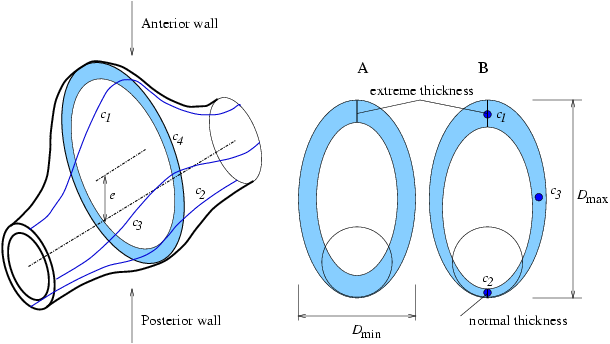 Anterior wall
A B
extreme thickness
c1 c1
c4
e c2 c3 Dmax
c3
c2
Posterior wall Dmin normal thickness